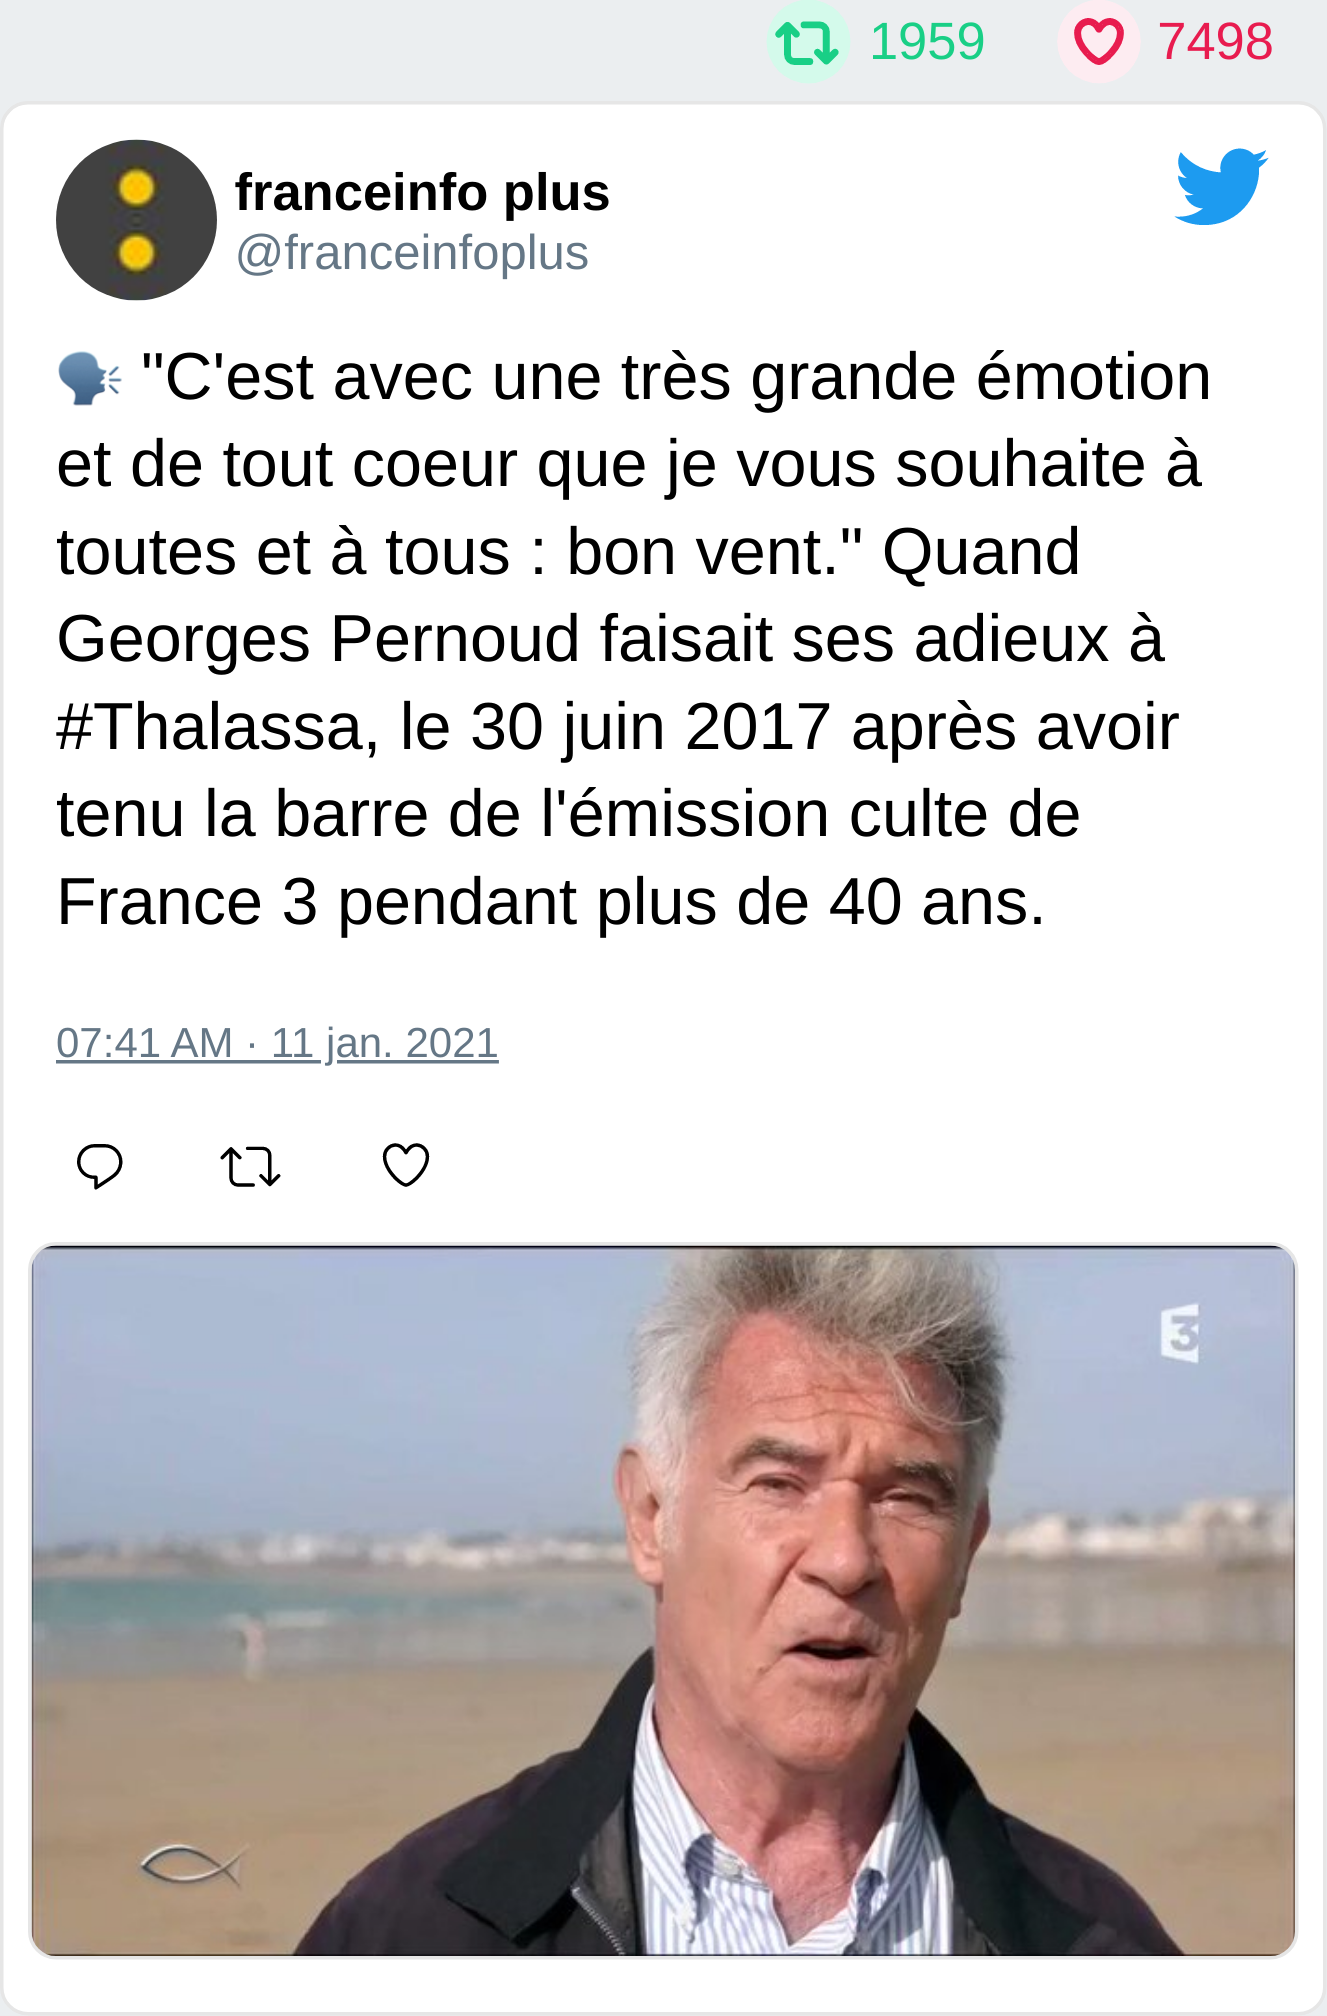 1959 7498
franceinfo plus
@franceinfoplus
🗣 "C'est avec une très grande émotion
et de tout coeur que je vous souhaite à
toutes et à tous : bon vent." Quand
Georges Pernoud faisait ses adieux à
#Thalassa, le 30 juin 2017 après avoir
tenu la barre de l'émission culte de
France 3 pendant plus de 40 ans.
07:41 AM · 11 jan. 2021
3